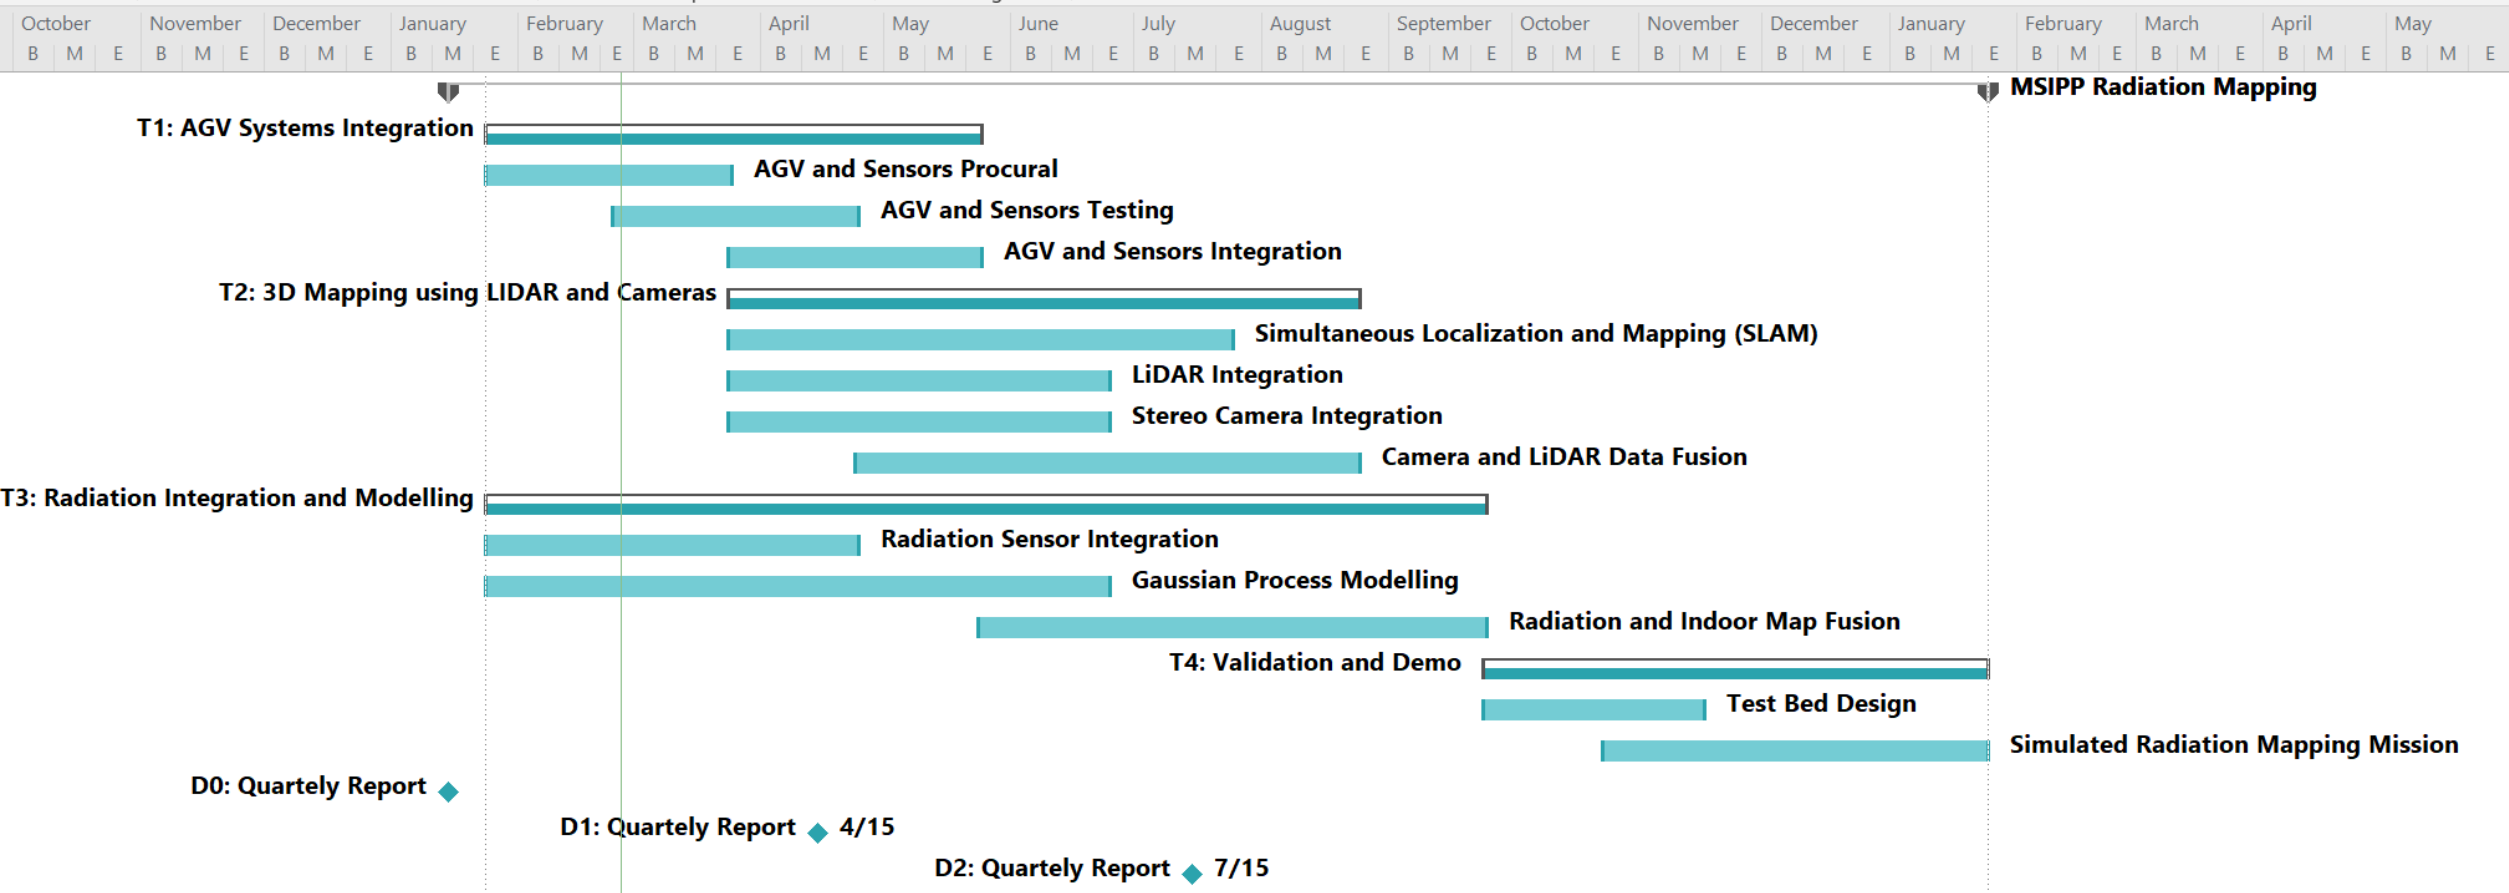 October November December January February March April May June July August September October November December January February March April May
B M E B M E B M E B M E B M E B M E B M E B M E B M E B M E B M E B M E B M E B M E B M E B M E B M E B M E B M E B M E
MSIPP Radiation Mapping
T1: AGV Systems Integration
AGV and Sensors Procural
AGV and Sensors Testing
AGV and Sensors Integration
T2: 3D Mapping using LIDAR and Cameras
Simultaneous Localization and Mapping (SLAM)
LiDAR Integration
Stereo Camera Integration
Camera and LiDAR Data Fusion
T3: Radiation Integration and Modelling
Radiation Sensor Integration
Gaussian Process Modelling
Radiation and Indoor Map Fusion
T4: Validation and Demo
Test Bed Design
Simulated Radiation Mapping Mission
D0: Quartely Report
D1: Quartely Report 4/15
D2: Quartely Report 7/15